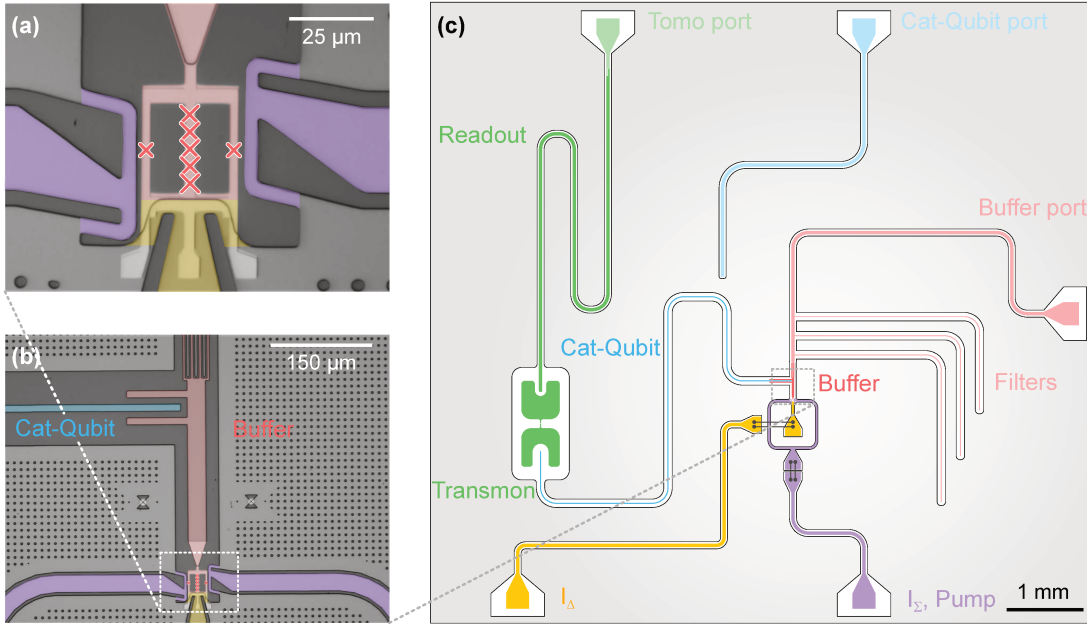 (a)
25 µm
(b)
150 µm
Cat-Qubit
Buffer
(c)
Tomo port
Cat-Qubit port
Readout
Buffer port
Cat-Qubit
Buffer
Filters
Transmon
I_Δ
I_Σ, Pump
1 mm